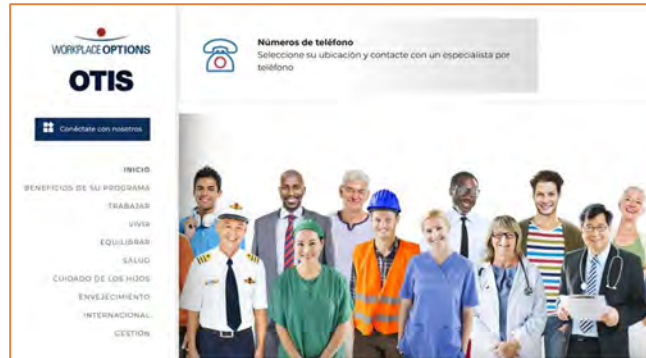 WORKPLACE OPTIONS
OTIS
Conéctate con nosotros
INICIO
BENEFICIOS DE SU PROGRAMA
TRABAJAR
VIVIR
EQUILIBRAR
SALUD
CUIDADO DE LOS HIJOS
ENVEJECIMIENTO
INTERNACIONAL
GESTIÓN
Números de teléfono
Seleccione su ubicación y contacte con un especialista por
teléfono